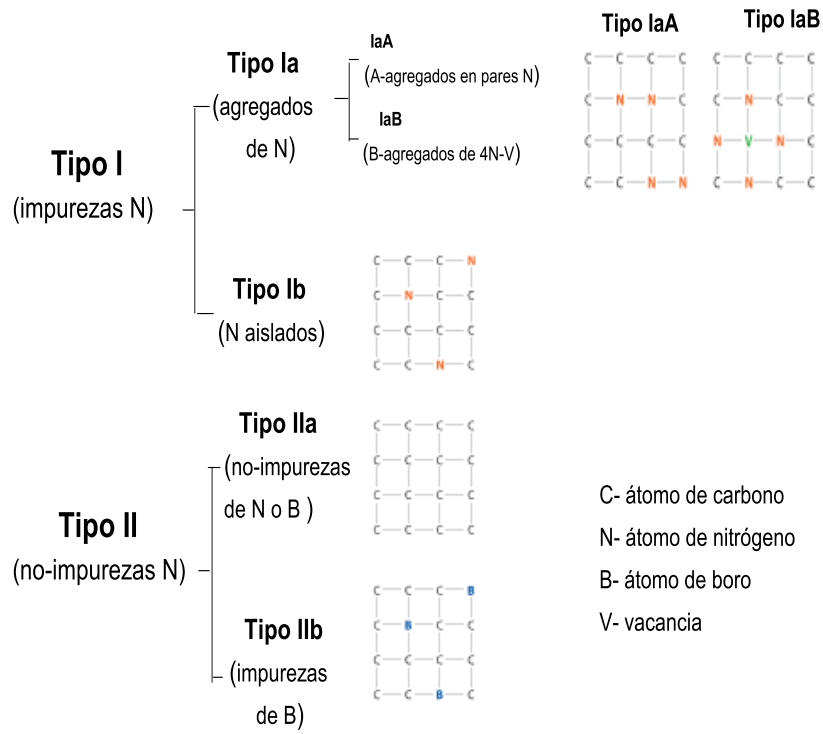 Tipo I
(impurezas N)
Tipo Ia
(agregados
de N)
IaA
(A-agregados en pares N)
IaB
(B-agregados de 4N-V)
Tipo IaA
C C C C
C N N C
C C C C
C C N N
Tipo IaB
C C C C
C N C C
N V N C
C N C C
Tipo Ib
(N aislados)
C C C N
C N C C
C C C C
C C N C
Tipo II
(no-impurezas N)
Tipo IIa
(no-impurezas
de N o B )
C C C C
C C C C
C C C C
C C C C
Tipo IIb
(impurezas
de B)
C C C B
C B C C
C C C C
C C B C
C- átomo de carbono
N- átomo de nitrógeno
B- átomo de boro
V- vacancia